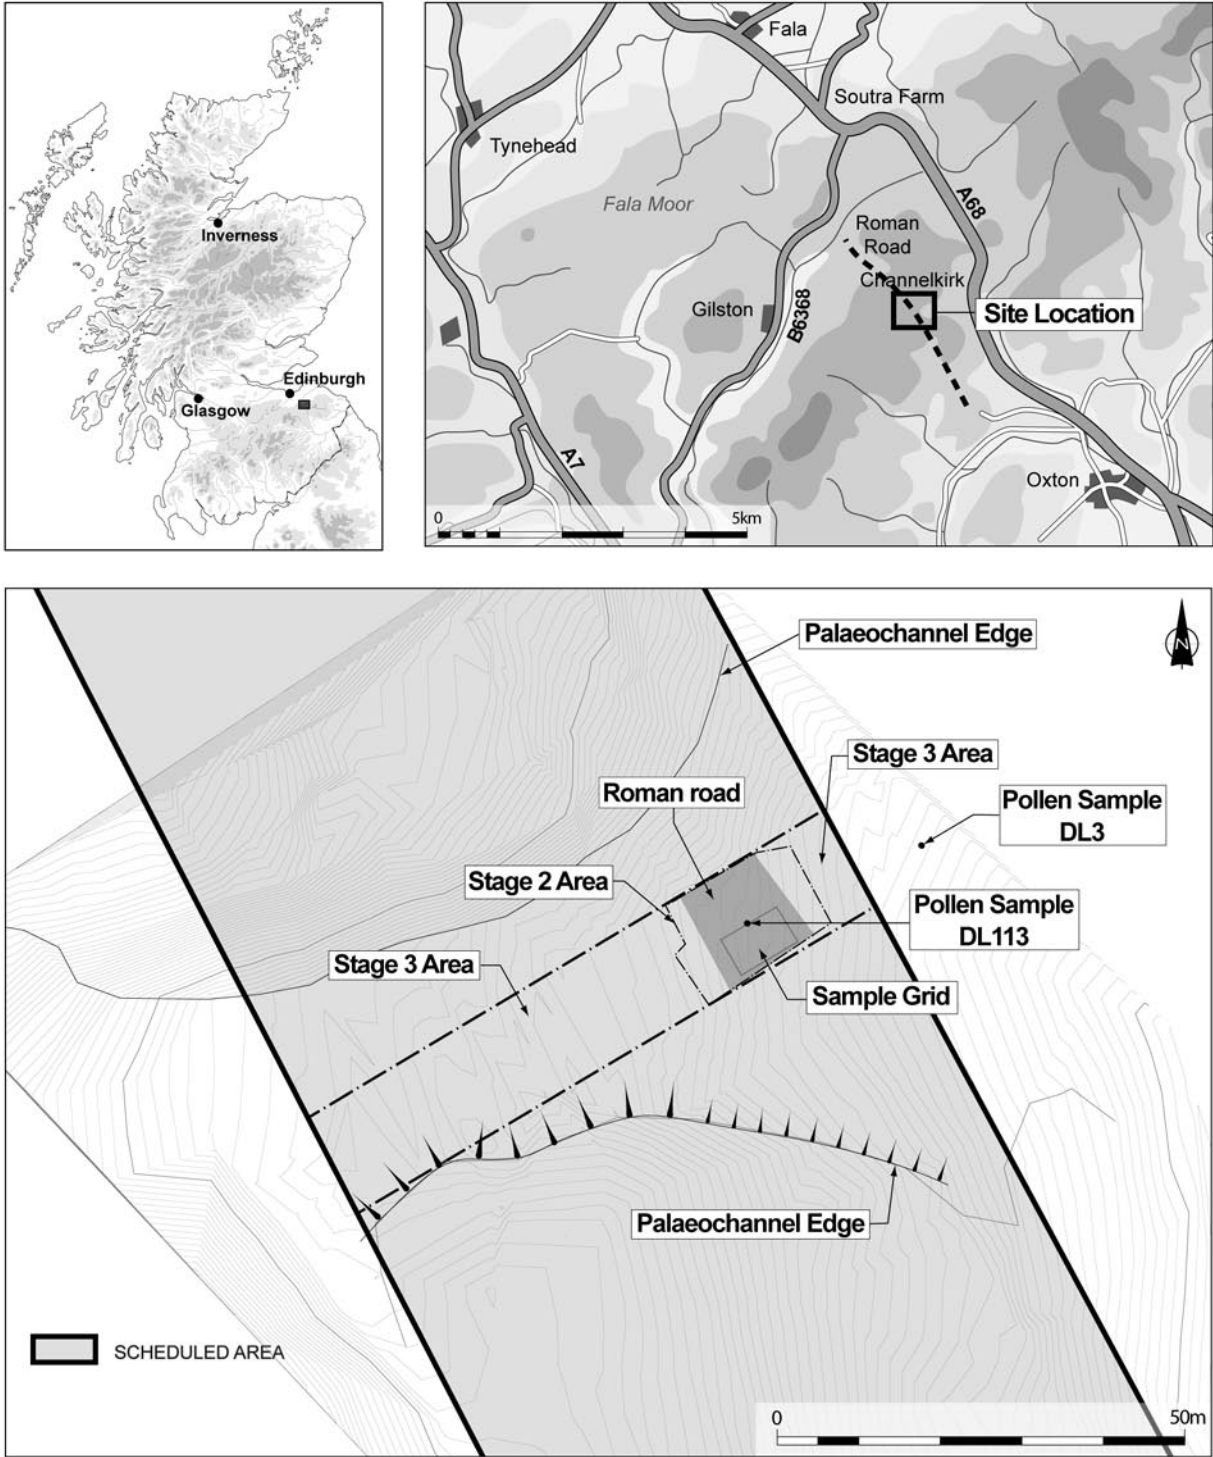 Inverness
Edinburgh
Glasgow
Fala
Soutra Farm
Tynehead
Fala Moor
A68
Roman
Road
Channelkirk
Gilston
B6368
Site Location
A7
Oxton
0 5km
Palaeochannel Edge
N
Stage 3 Area
Roman road
Pollen Sample
DL3
Stage 2 Area
Pollen Sample
DL113
Stage 3 Area
Sample Grid
Palaeochannel Edge
SCHEDULED AREA
0 50m